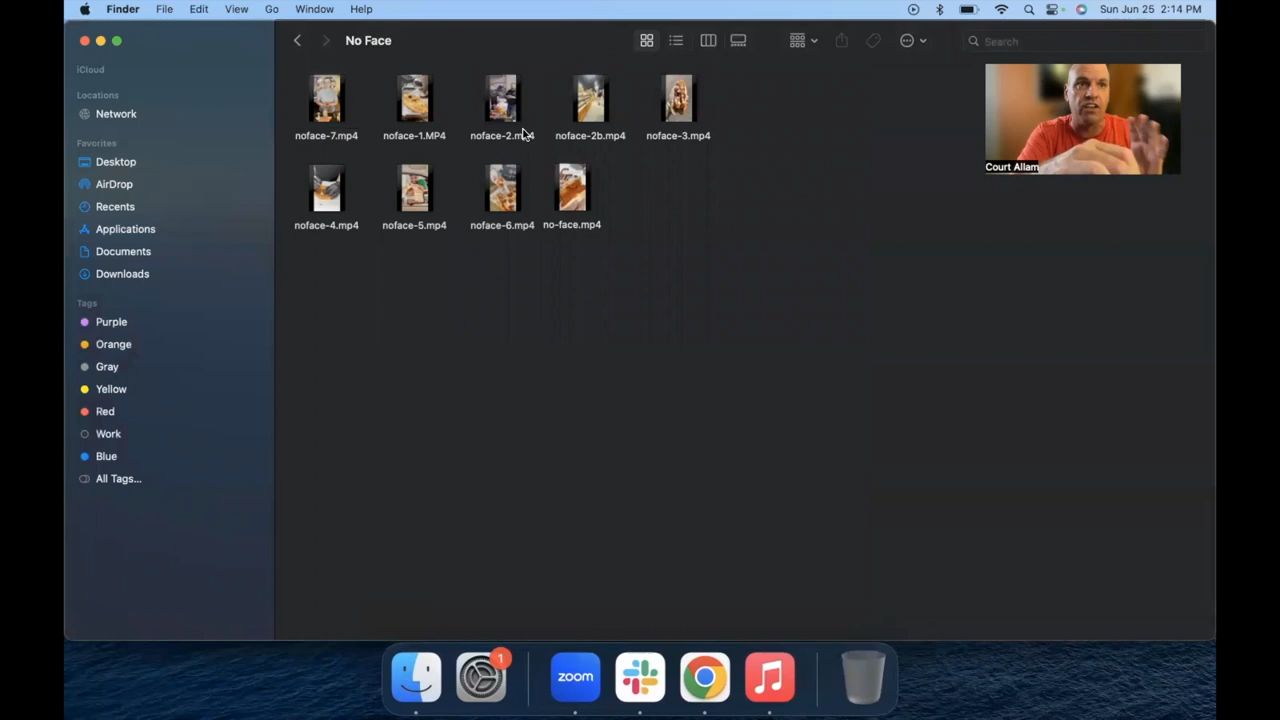 Finder File Edit View Go Window Help Sun Jun 25 2:14 PM
No Face
Search
iCloud
Locations
Network
Favorites
Desktop
AirDrop
Recents
Applications
Documents
Downloads
Tags
Purple
Orange
Gray
Yellow
Red
Work
Blue
All Tags...
noface-7.mp4 noface-1.MP4 noface-2.mp4 noface-2b.mp4 noface-3.mp4
noface-4.mp4 noface-5.mp4 noface-6.mp4 no-face.mp4
Court Allam
1
zoom